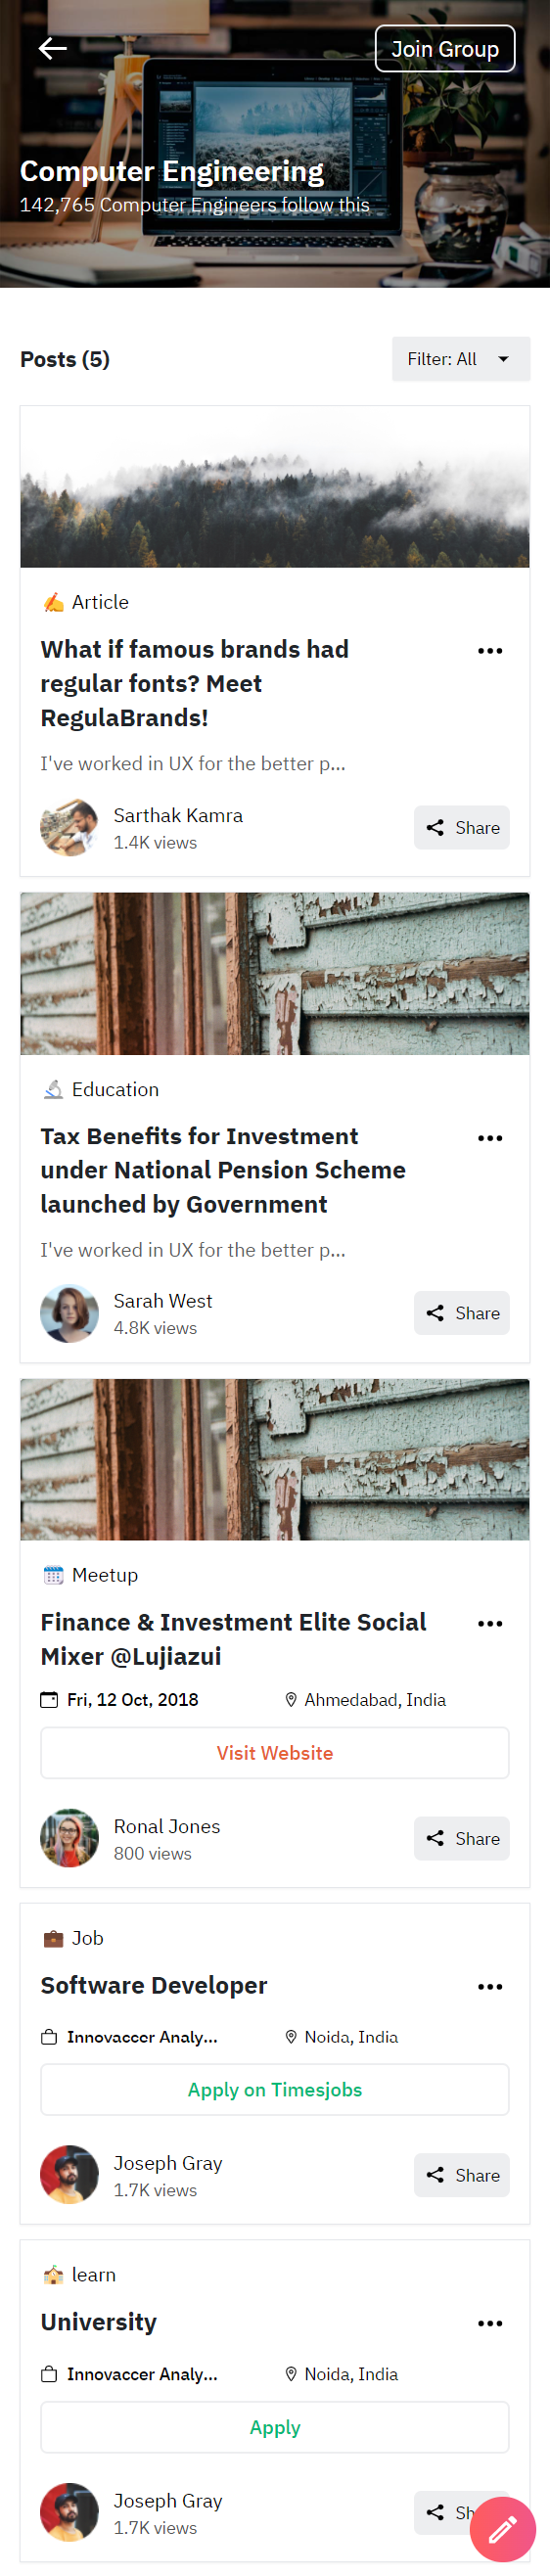 Join Group
Computer Engineering
142,765 Computer Engineers follow this
Posts (5)
Filter: All
✍️ Article
What if famous brands had
regular fonts? Meet
RegulaBrands!
I've worked in UX for the better p...
Sarthak Kamra
1.4K views
Share
🔬 Education
Tax Benefits for Investment
under National Pension Scheme
launched by Government
I've worked in UX for the better p...
Sarah West
4.8K views
Share
🗓️ Meetup
Finance & Investment Elite Social
Mixer @Lujiazui
Fri, 12 Oct, 2018
Ahmedabad, India
Visit Website
Ronal Jones
800 views
Share
💼 Job
Software Developer
Innovaccer Analy...
Noida, India
Apply on Timesjobs
Joseph Gray
1.7K views
Share
🏫 learn
University
Innovaccer Analy...
Noida, India
Apply
Joseph Gray
1.7K views